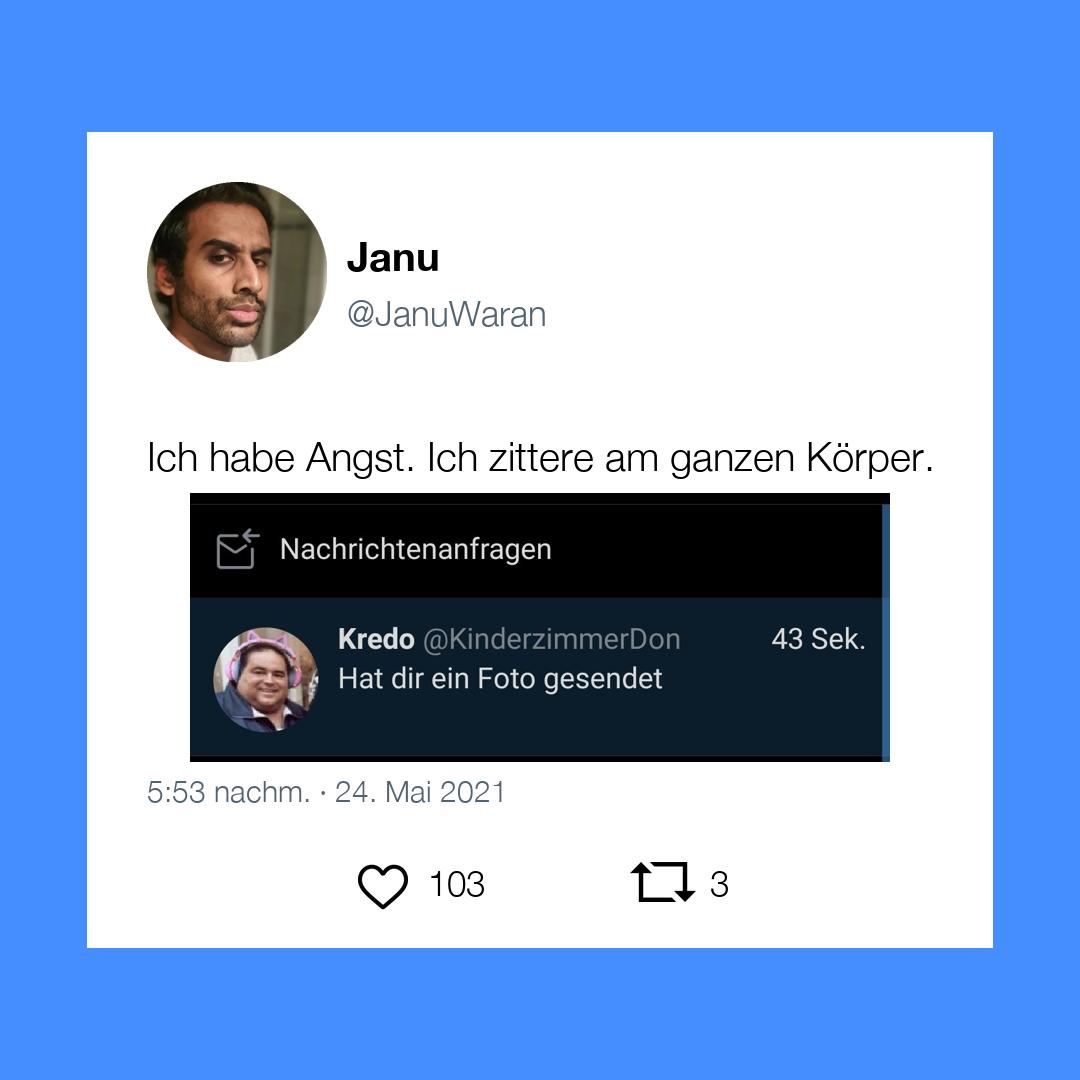 Janu
@JanuWaran
Ich habe Angst. Ich zittere am ganzen Körper.
Nachrichtenanfragen
Kredo @KinderzimmerDon 43 Sek.
Hat dir ein Foto gesendet
5:53 nachm. · 24. Mai 2021
103 3